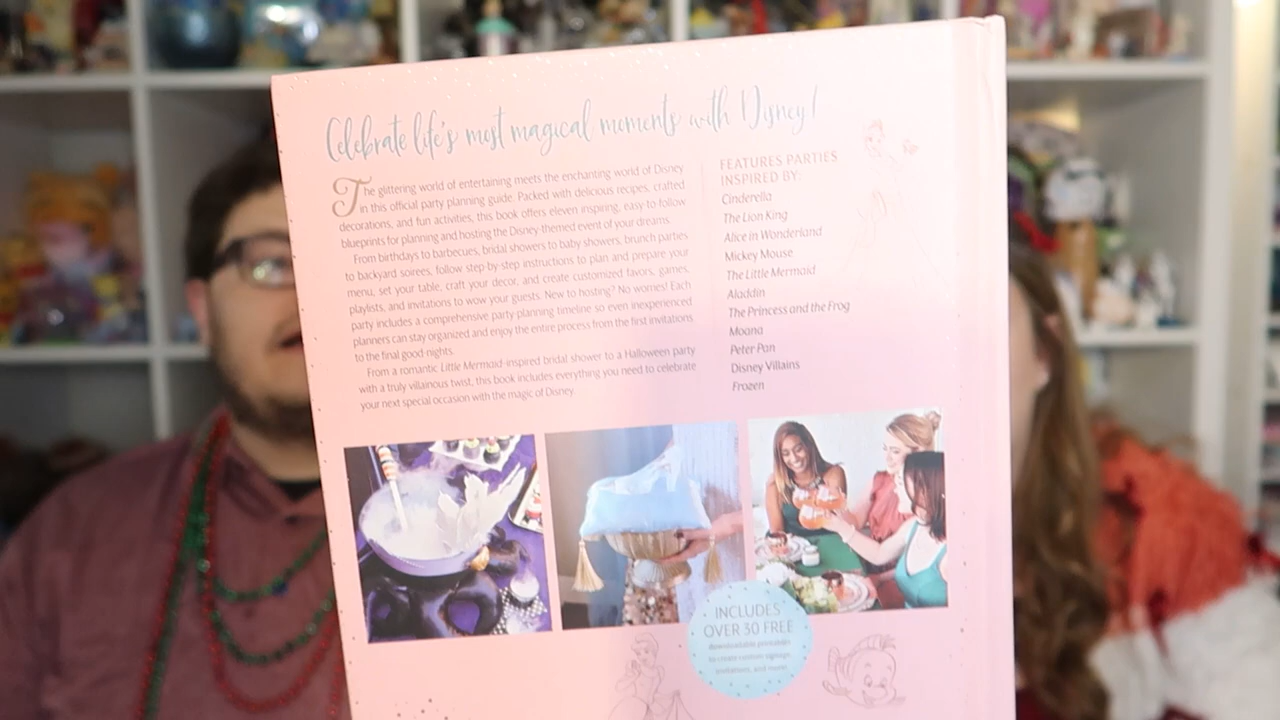 Celebrate life's most magical moments with Disney!
The glittering world of entertaining meets the enchanting world of Disney
in this official party planning guide. Packed with delicious recipes, crafted
decorations, and fun activities, this book offers eleven inspiring, easy-to-follow
blueprints for planning and hosting the Disney-themed event of your dreams.
From birthdays to barbecues, bridal showers to baby showers, brunch parties
to backyard soirees, follow step-by-step instructions to plan and prepare your
menu, set your table, craft your decor, and create customized favors, games,
playlists, and invitations to wow your guests. New to hosting? No worries! Each
party includes a comprehensive party-planning timeline so even inexperienced
planners can stay organized and enjoy the entire process from the first invitations
to the final good nights.
From a romantic Little Mermaid-inspired bridal shower to a Halloween party
with a truly villainous twist, this book includes everything you need to celebrate
your next special occasion with the magic of Disney.
FEATURES PARTIES
INSPIRED BY:
Cinderella
The Lion King
Alice in Wonderland
Mickey Mouse
The Little Mermaid
Aladdin
The Princess and the Frog
Moana
Peter Pan
Disney Villains
Frozen
INCLUDES
OVER 30 FREE
downloadable printables
to create custom signage,
invitations, and more!